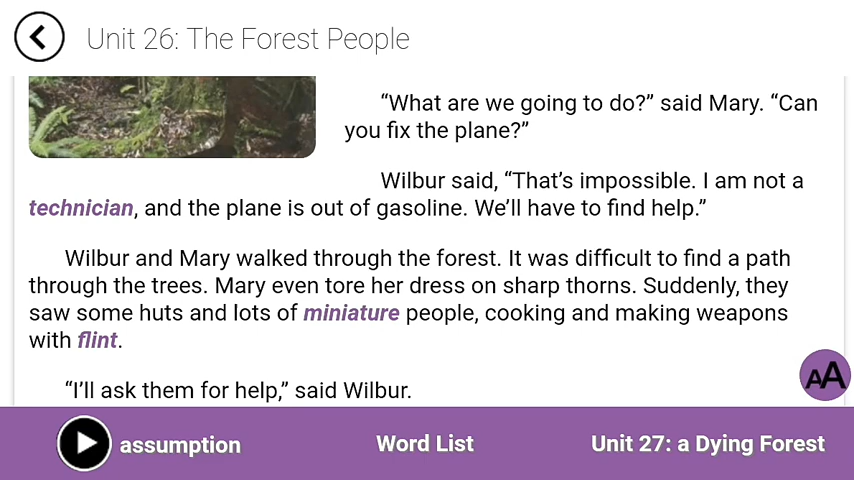 Unit 26: The Forest People
“What are we going to do?” said Mary. “Can
you fix the plane?”
Wilbur said, “That’s impossible. I am not a
technician, and the plane is out of gasoline. We’ll have to find help.”
Wilbur and Mary walked through the forest. It was difficult to find a path
through the trees. Mary even tore her dress on sharp thorns. Suddenly, they
saw some huts and lots of miniature people, cooking and making weapons
with flint.
“I’ll ask them for help,” said Wilbur.
AA
assumption
Word List
Unit 27: a Dying Forest